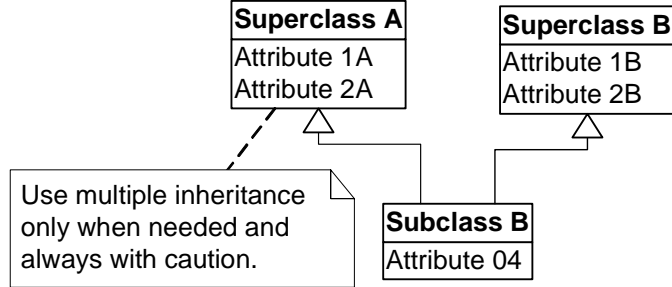 Superclass A
Attribute 1A
Attribute 2A
Superclass B
Attribute 1B
Attribute 2B
Use multiple inheritance
only when needed and
always with caution.
Subclass B
Attribute 04